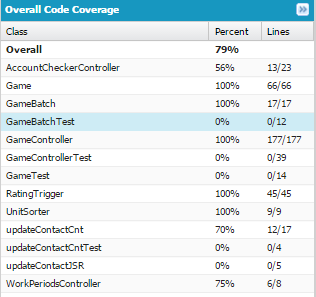 Overall Code Coverage
Class Percent Lines
Overall 79%
AccountCheckerController 56% 13/23
Game 100% 66/66
GameBatch 100% 17/17
GameBatchTest 0% 0/12
GameController 100% 177/177
GameControllerTest 0% 0/39
GameTest 0% 0/14
RatingTrigger 100% 45/45
UnitSorter 100% 9/9
updateContactCnt 70% 12/17
updateContactCntTest 0% 0/4
updateContactJSR 0% 0/5
WorkPeriodsController 75% 6/8